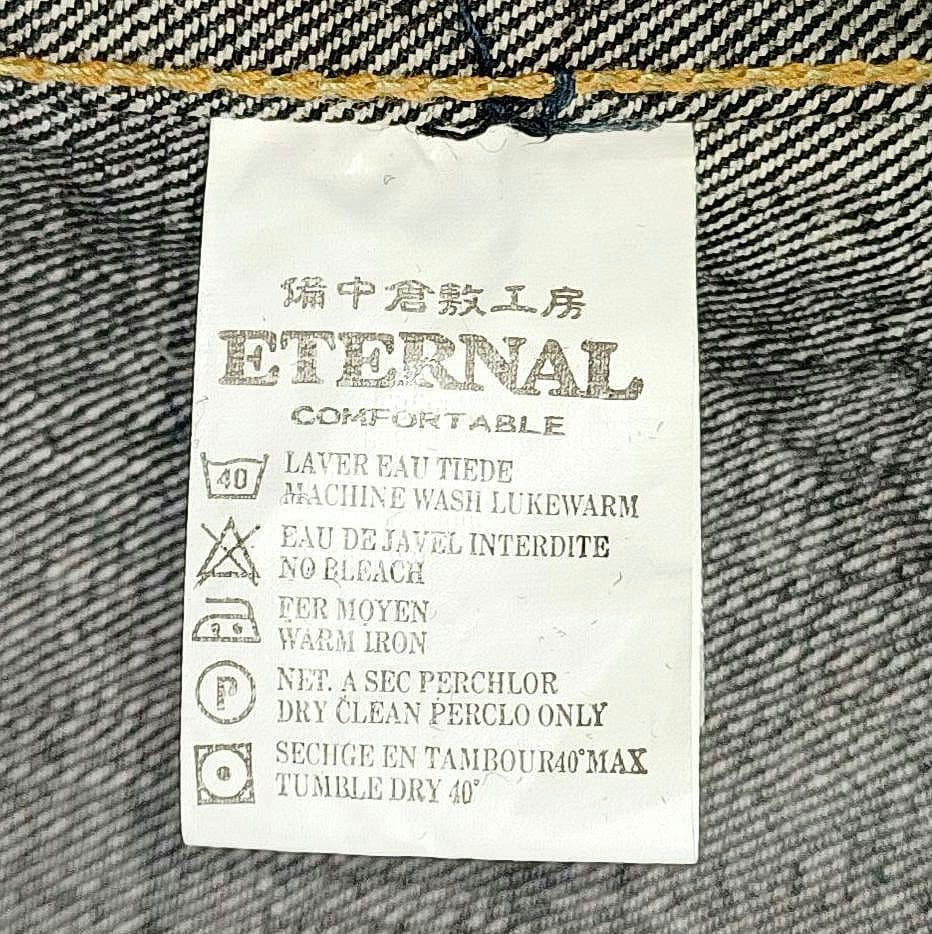 備中倉敷工房
ETERNAL
COMFORTABLE
40 LAVER EAU TIEDE
MACHINE WASH LUKEWARM
EAU DE JAVEL INTERDITE
NO BLEACH
FER MOYEN
WARM IRON
P NET. A SEC PERCHLOR
DRY CLEAN PERCLO ONLY
SECHGE EN TAMBOUR40°MAX
TUMBLE DRY 40°